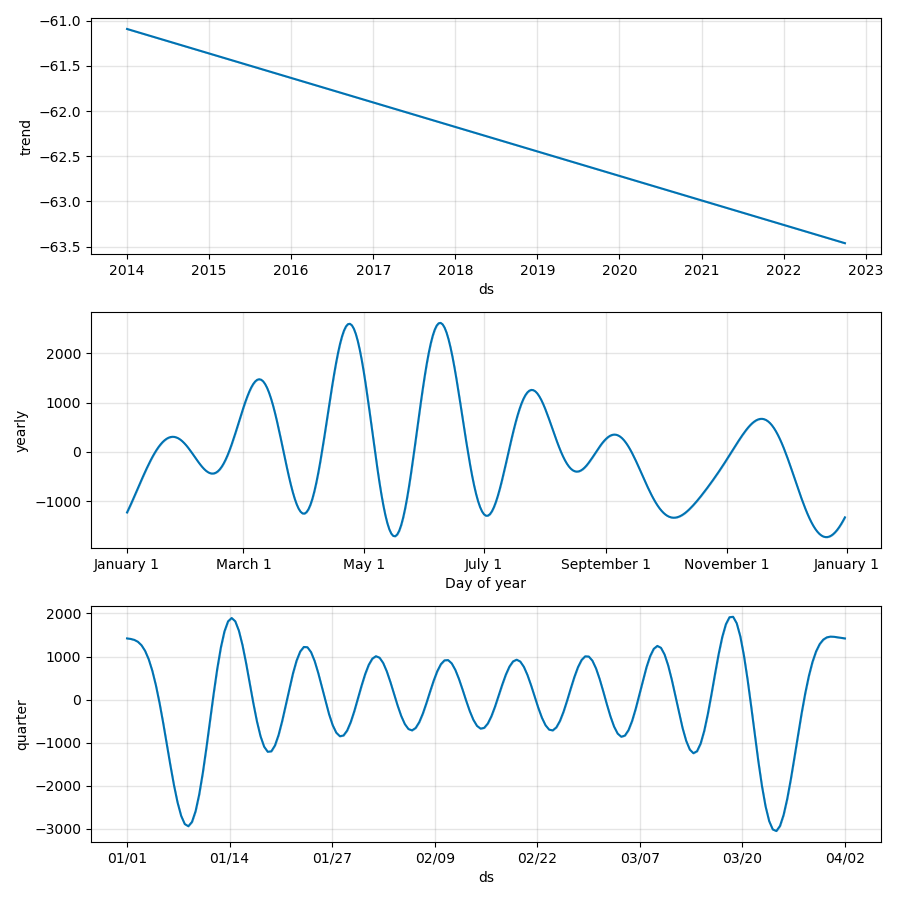 −61.0
−61.5
−62.0
−62.5
−63.0
−63.5
trend
2014 2015 2016 2017 2018 2019 2020 2021 2022 2023
ds
2000
1000
0
−1000
yearly
January 1 March 1 May 1 July 1 September 1 November 1 January 1
Day of year
2000
1000
0
−1000
−2000
−3000
quarter
01/01 01/14 01/27 02/09 02/22 03/07 03/20 04/02
ds